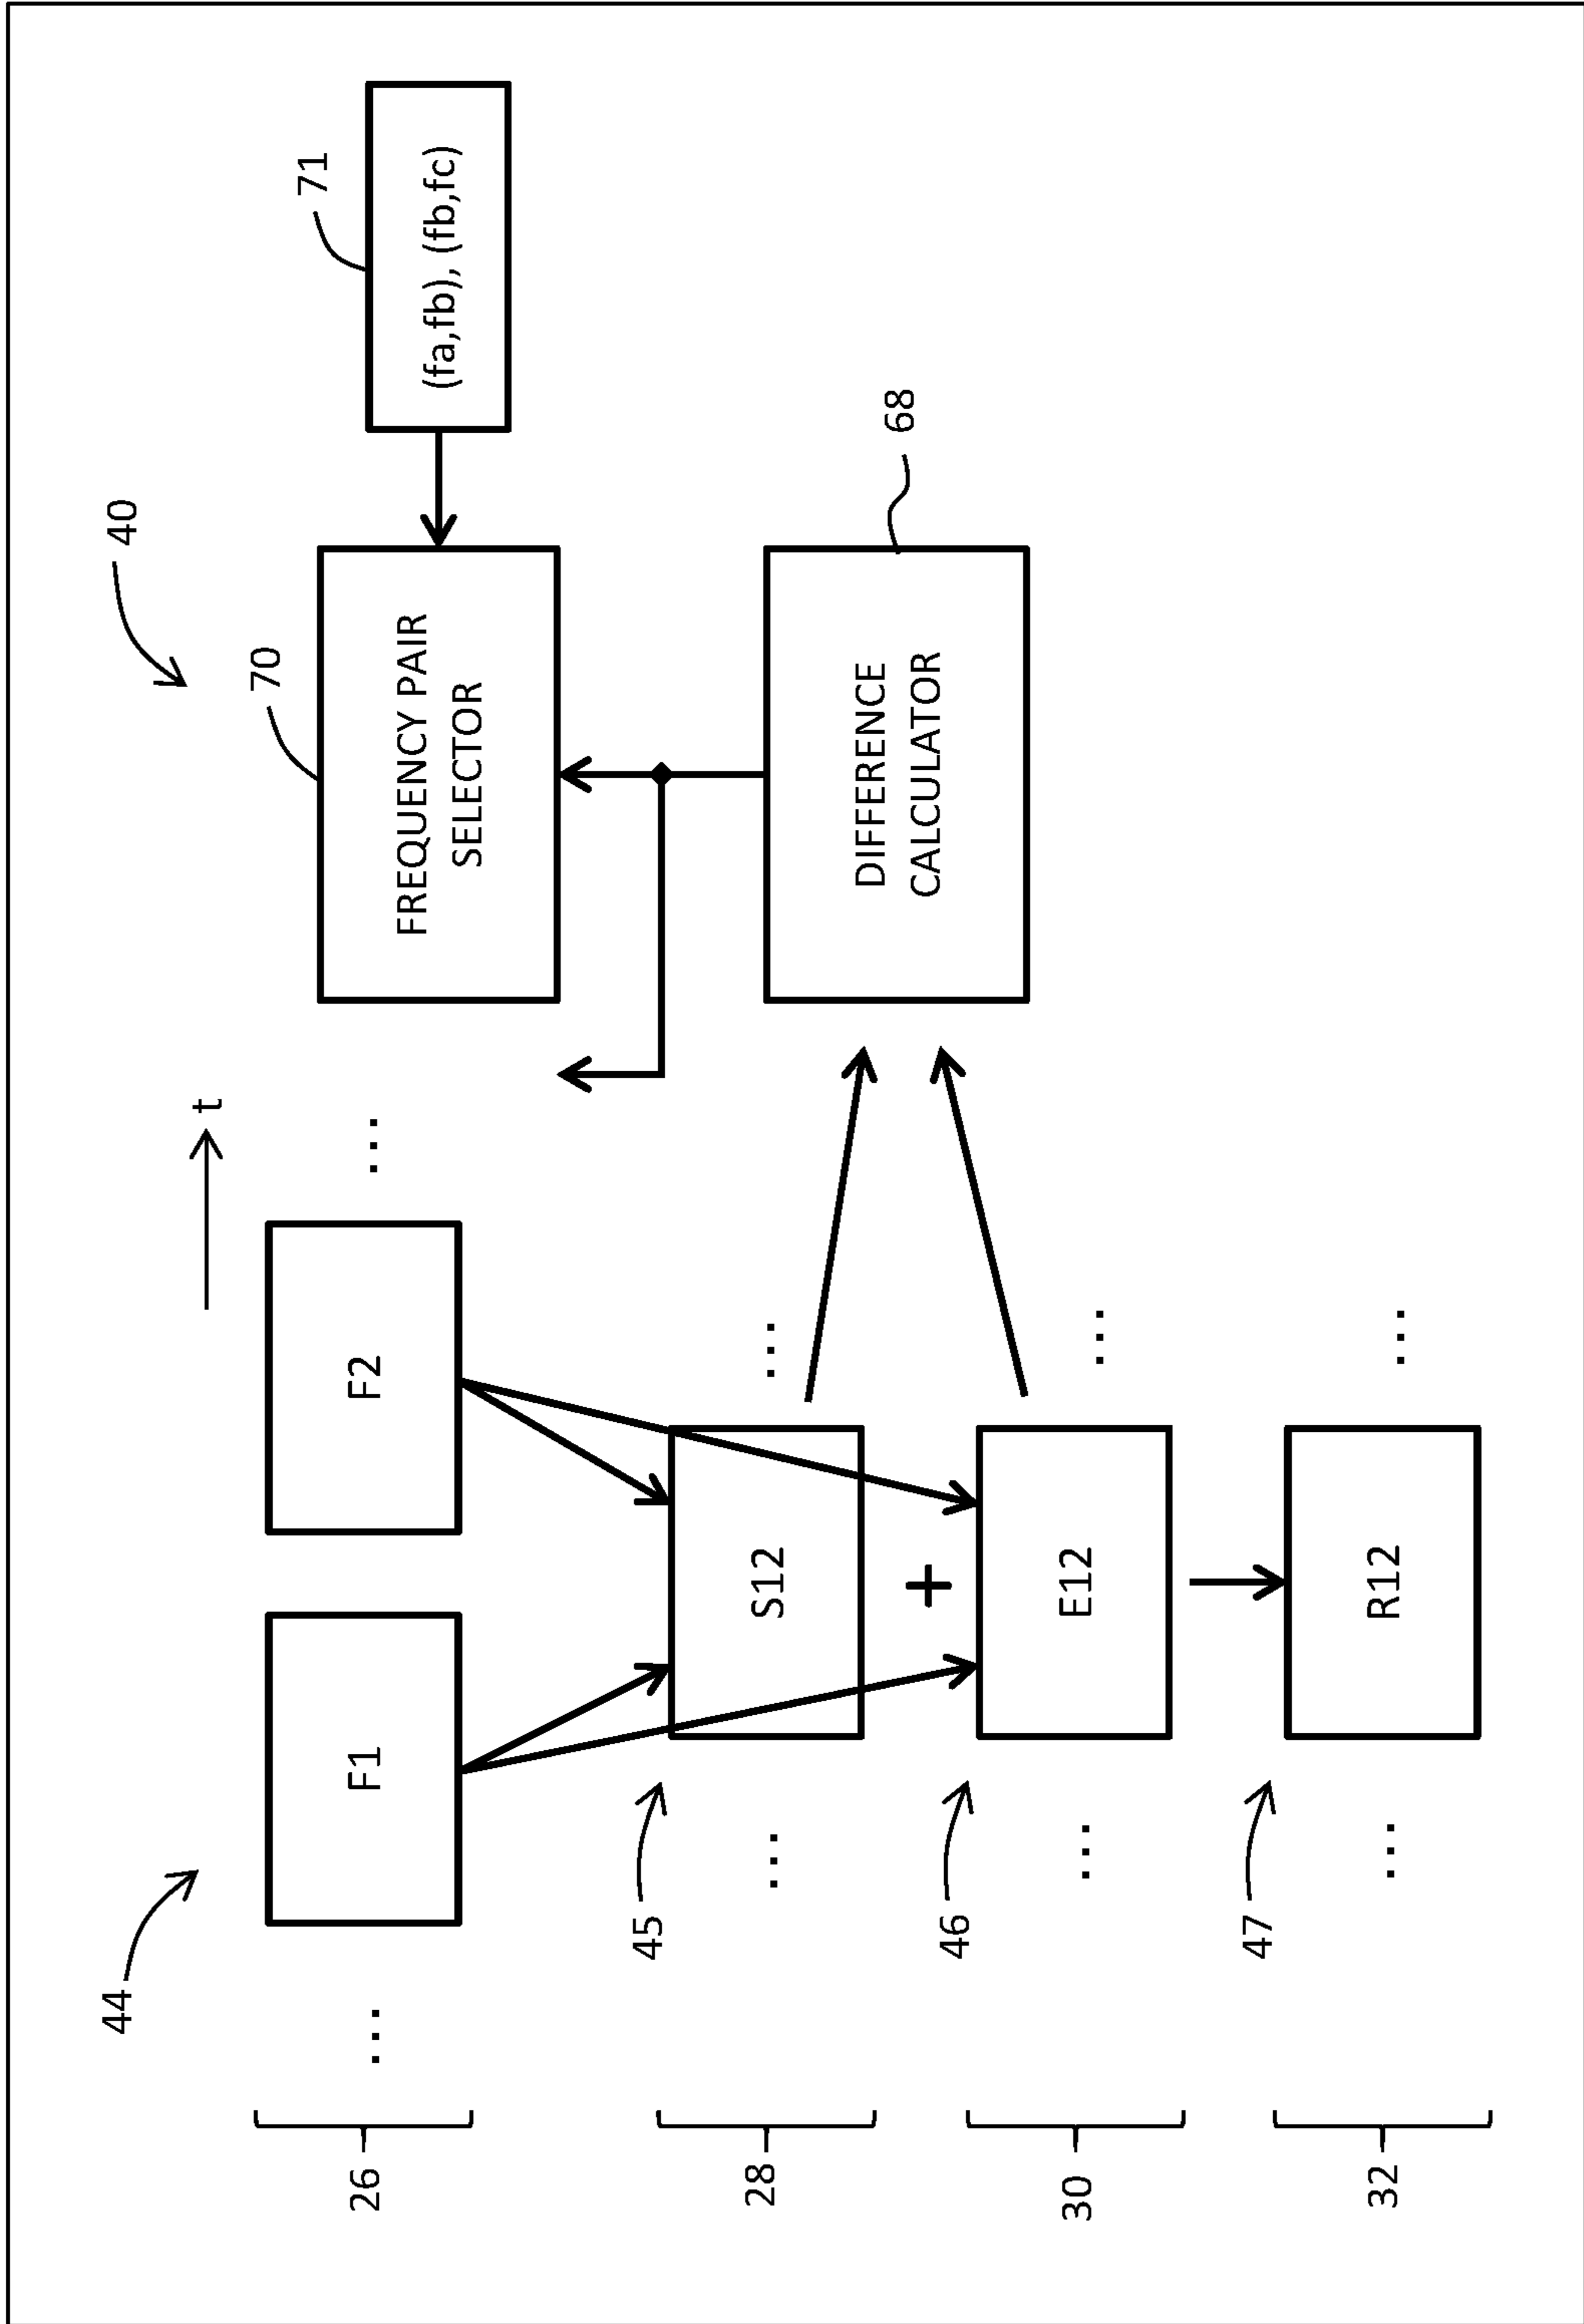 40
44
t
70
71
26
...
F1
F2
...
FREQUENCY PAIR
SELECTOR
(fa,fb), (fb,fc)
45
28
...
S12
...
DIFFERENCE
CALCULATOR
68
+
46
30
...
E12
...
47
32
...
R12
...